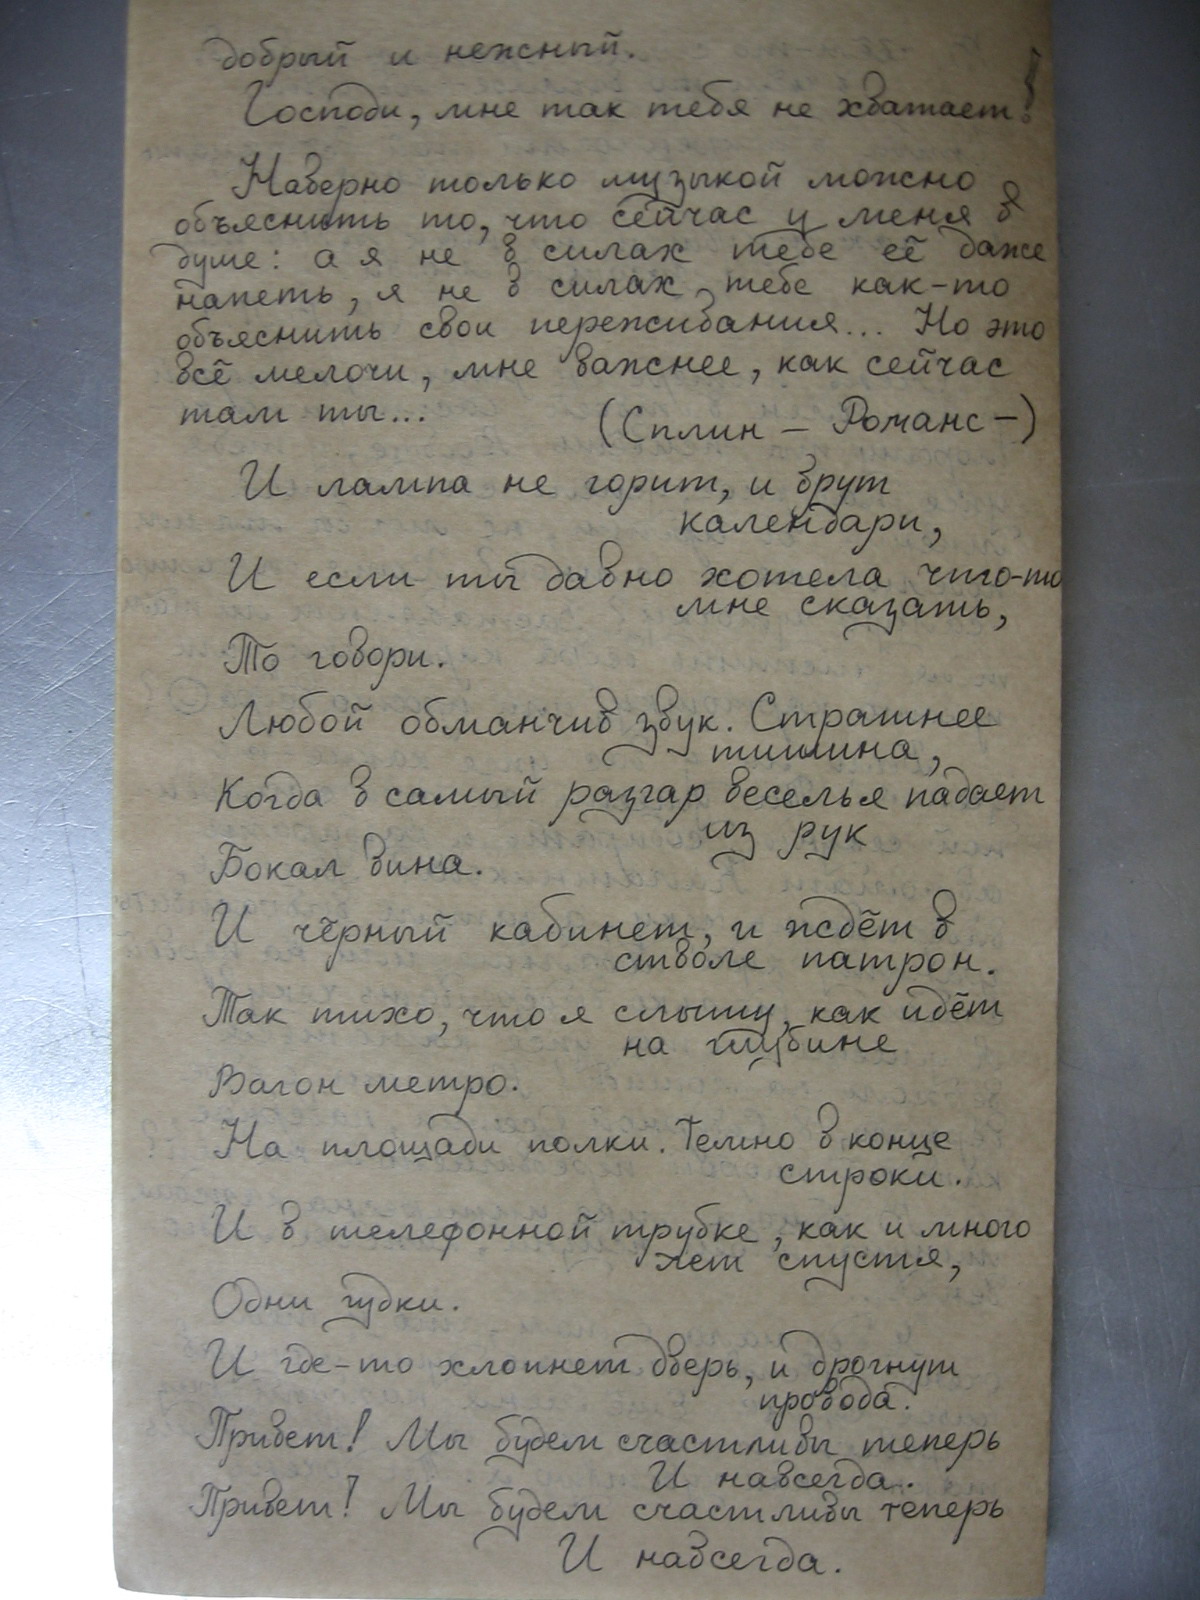 добрый и нежный.
Господи, мне так тебя не хватает!
Наверно только музыкой можно
объяснить то, что сейчас у меня в
душе: а я не в силах тебе её даже
напеть, я не в силах тебе как-то
объяснить свои переживания... Но это
всё мелочи, мне важнее, как сейчас
там ты...
(Сплин – Романс –)
И лампа не горит, и врут
календари,
И если ты давно хотела что-то
мне сказать,
То говори.
Любой обманчив звук. Страшнее
тишина,
Когда в самый разгар веселья падает
из рук
Бокал вина.
И чёрный кабинет, и ждёт в
стволе патрон.
Так тихо, что я слышу, как идёт
на глубине
Вагон метро.
На площади полки. Темно в конце
строки.
И в телефонной трубке, как и много
лет спустя,
Одни гудки.
И где-то хлопнет дверь, и дрогнут
провода.
Привет! Мы будем счастливы теперь
И навсегда..
Привет! Мы будем счастливы теперь
И навсегда.